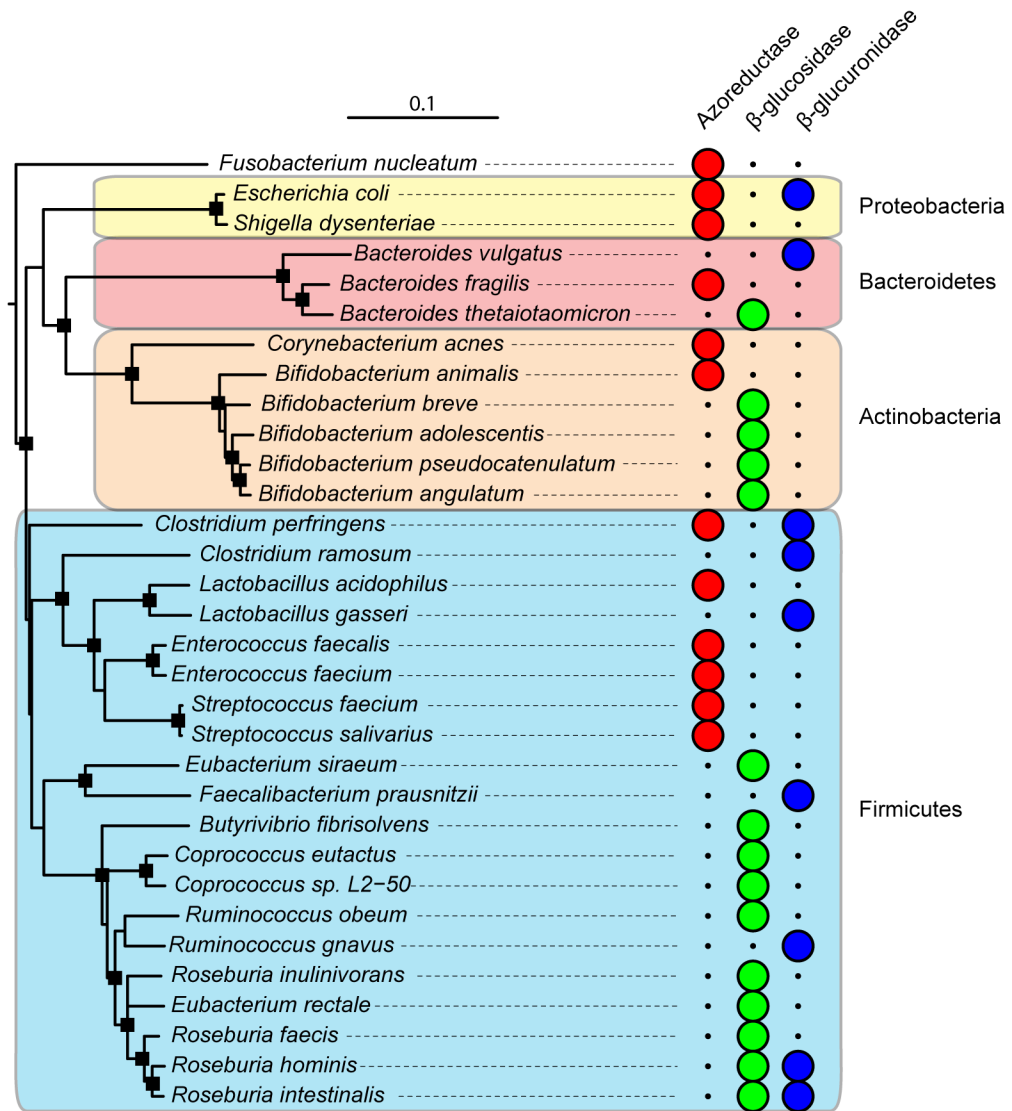 Azoreductase
β-glucosidase
β-glucuronidase
0.1
Fusobacterium nucleatum
Escherichia coli
Shigella dysenteriae
Proteobacteria
Bacteroides vulgatus
Bacteroides fragilis
Bacteroides thetaiotaomicron
Bacteroidetes
Corynebacterium acnes
Bifidobacterium animalis
Bifidobacterium breve
Bifidobacterium adolescentis
Bifidobacterium pseudocatenulatum
Bifidobacterium angulatum
Actinobacteria
Clostridium perfringens
Clostridium ramosum
Lactobacillus acidophilus
Lactobacillus gasseri
Enterococcus faecalis
Enterococcus faecium
Streptococcus faecium
Streptococcus salivarius
Eubacterium siraeum
Faecalibacterium prausnitzii
Butyrivibrio fibrisolvens
Coprococcus eutactus
Coprococcus sp. L2−50
Ruminococcus obeum
Ruminococcus gnavus
Roseburia inulinivorans
Eubacterium rectale
Roseburia faecis
Roseburia hominis
Roseburia intestinalis
Firmicutes